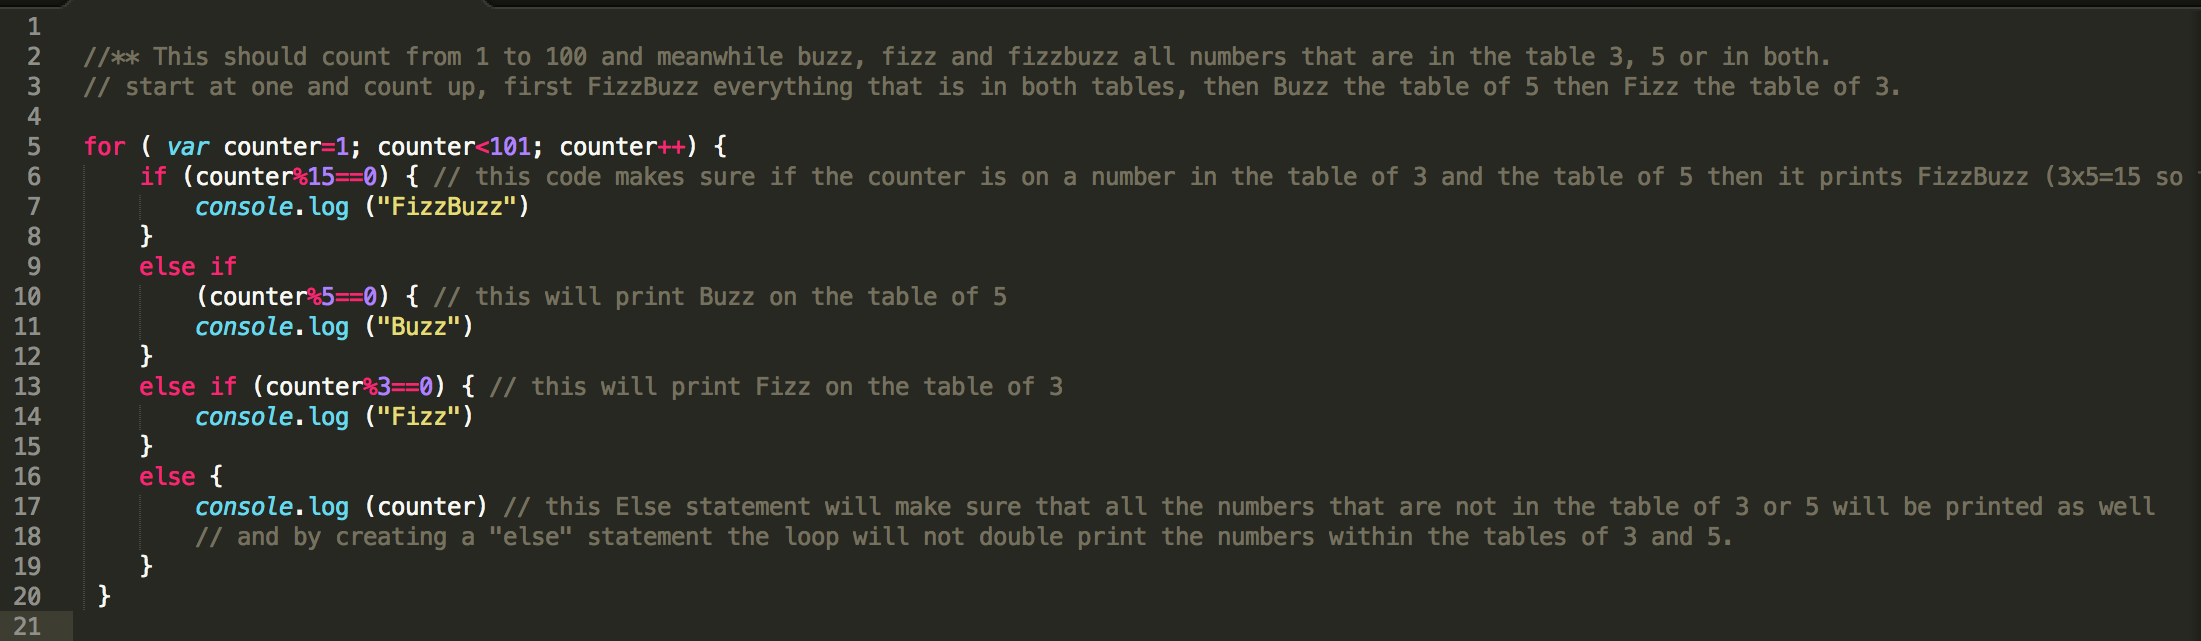 1
2 //** This should count from 1 to 100 and meanwhile buzz, fizz and fizzbuzz all numbers that are in the table 3, 5 or in both.
3 // start at one and count up, first FizzBuzz everything that is in both tables, then Buzz the table of 5 then Fizz the table of 3.
4
5 for ( var counter=1; counter<101; counter++) {
6 if (counter%15==0) { // this code makes sure if the counter is on a number in the table of 3 and the table of 5 then it prints FizzBuzz (3x5=15 so
7 console.log ("FizzBuzz")
8 }
9 else if
10 (counter%5==0) { // this will print Buzz on the table of 5
11 console.log ("Buzz")
12 }
13 else if (counter%3==0) { // this will print Fizz on the table of 3
14 console.log ("Fizz")
15 }
16 else {
17 console.log (counter) // this Else statement will make sure that all the numbers that are not in the table of 3 or 5 will be printed as well
18 // and by creating a "else" statement the loop will not double print the numbers within the tables of 3 and 5.
19 }
20 }
21